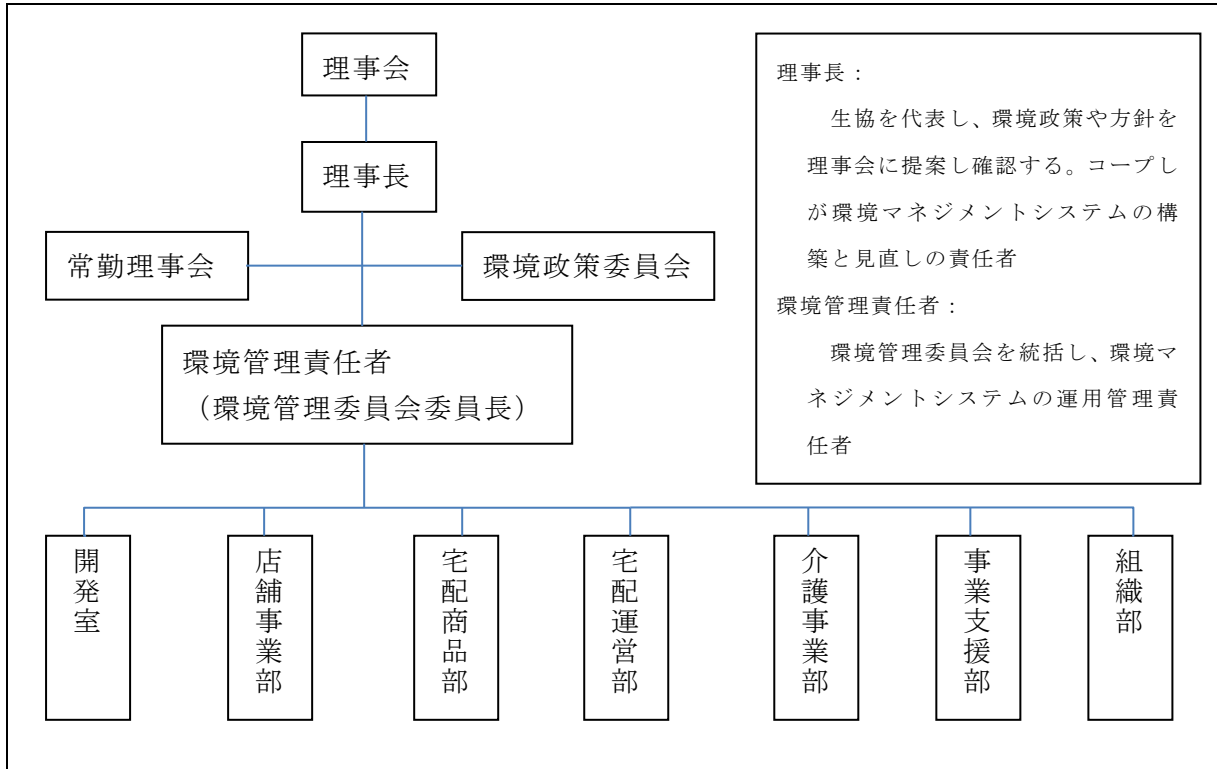 理事会
理事長
常勤理事会
環境政策委員会
環境管理責任者
（環境管理委員会委員長）
理事長：
生協を代表し、環境政策や方針を
理事会に提案し確認する。コープし
が環境マネジメントシステムの構
築と見直しの責任者
環境管理責任者：
環境管理委員会を統括し、環境マ
ネジメントシステムの運用管理責
任者
開発室
店舗事業部
宅配商品部
宅配運営部
介護事業部
事業支援部
組織部